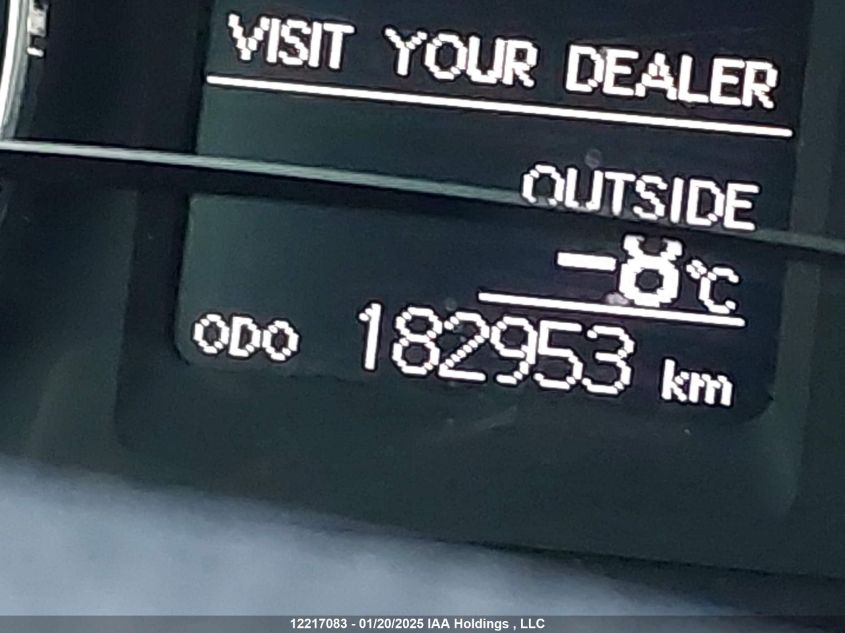 VISIT YOUR DEALER
OUTSIDE
-8°C
ODO 182953 km
12217083 - 01/20/2025 IAA Holdings , LLC